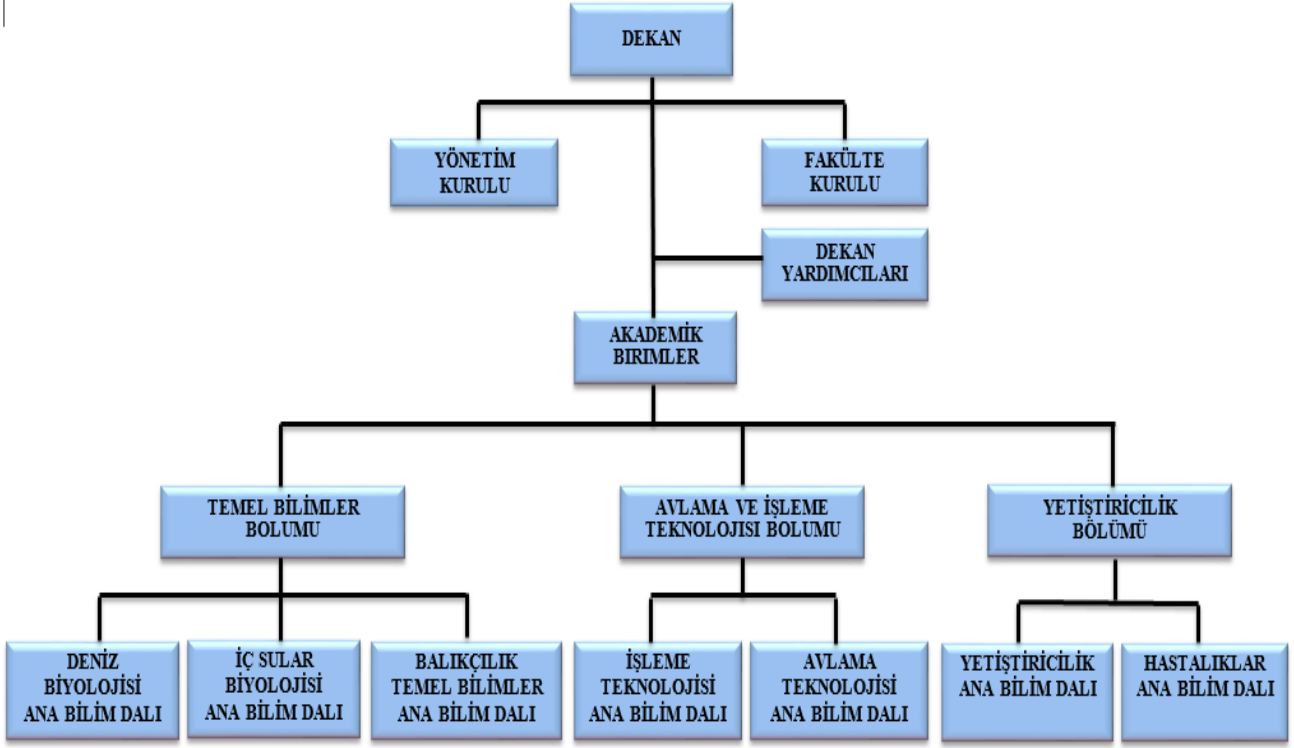 DEKAN
YÖNETİM
KURULU
FAKÜLTE
KURULU
DEKAN
YARDIMCILARI
AKADEMİK
BIRIMLER
TEMEL BİLİMLER
BOLUMU
AVLAMA VE İŞLEME
TEKNOLOJISI BOLUMU
YETİŞTİRİCİLİK
BÖLÜMÜ
DENİZ
BİYOLOJİSİ
ANA BİLİM DALI
İÇ SULAR
BİYOLOJİSİ
ANA BİLİM DALI
BALIKÇILIK
TEMEL BİLİMLER
ANA BİLİM DALI
İŞLEME
TEKNOLOJİSİ
ANA BİLİM DALI
AVLAMA
TEKNOLOJİSİ
ANA BİLİM DALI
YETİŞTİRİCİLİK
ANA BİLİM DALI
HASTALIKLAR
ANA BİLİM DALI